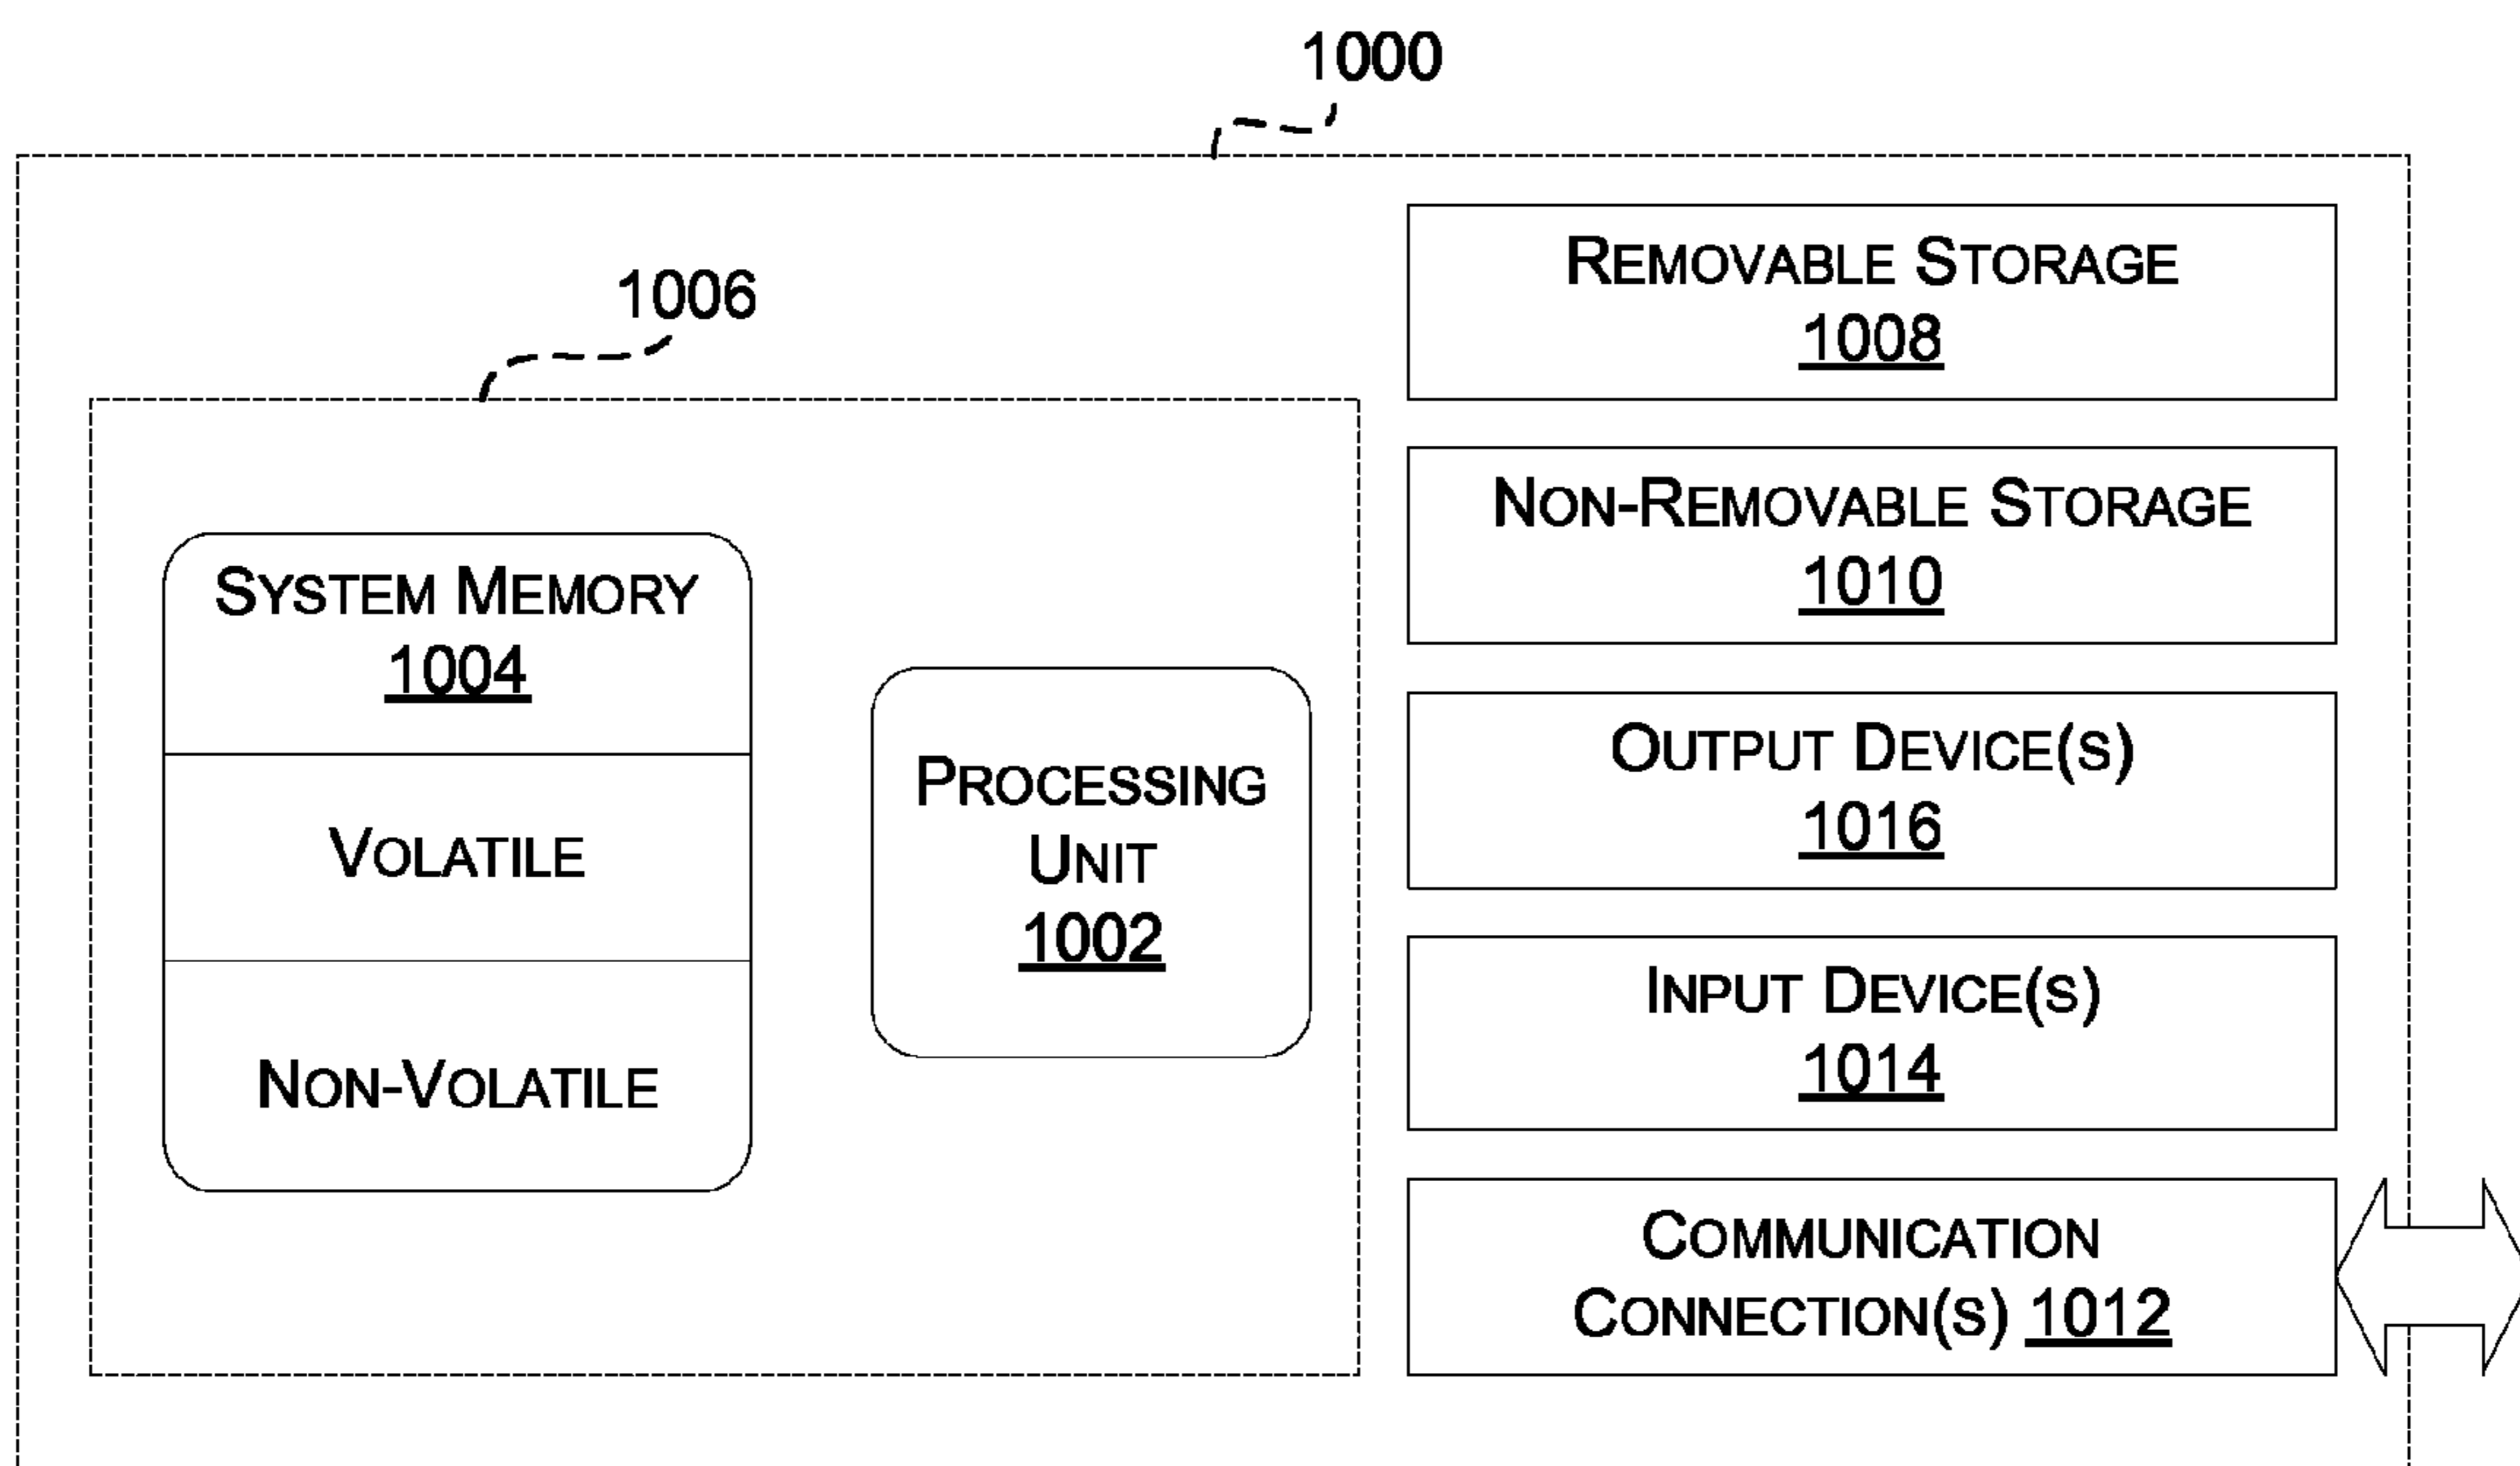 1000
1006
SYSTEM MEMORY
1004
VOLATILE
NON-VOLATILE
PROCESSING
UNIT
1002
REMOVABLE STORAGE
1008
NON-REMOVABLE STORAGE
1010
OUTPUT DEVICE(S)
1016
INPUT DEVICE(S)
1014
COMMUNICATION
CONNECTION(S) 1012